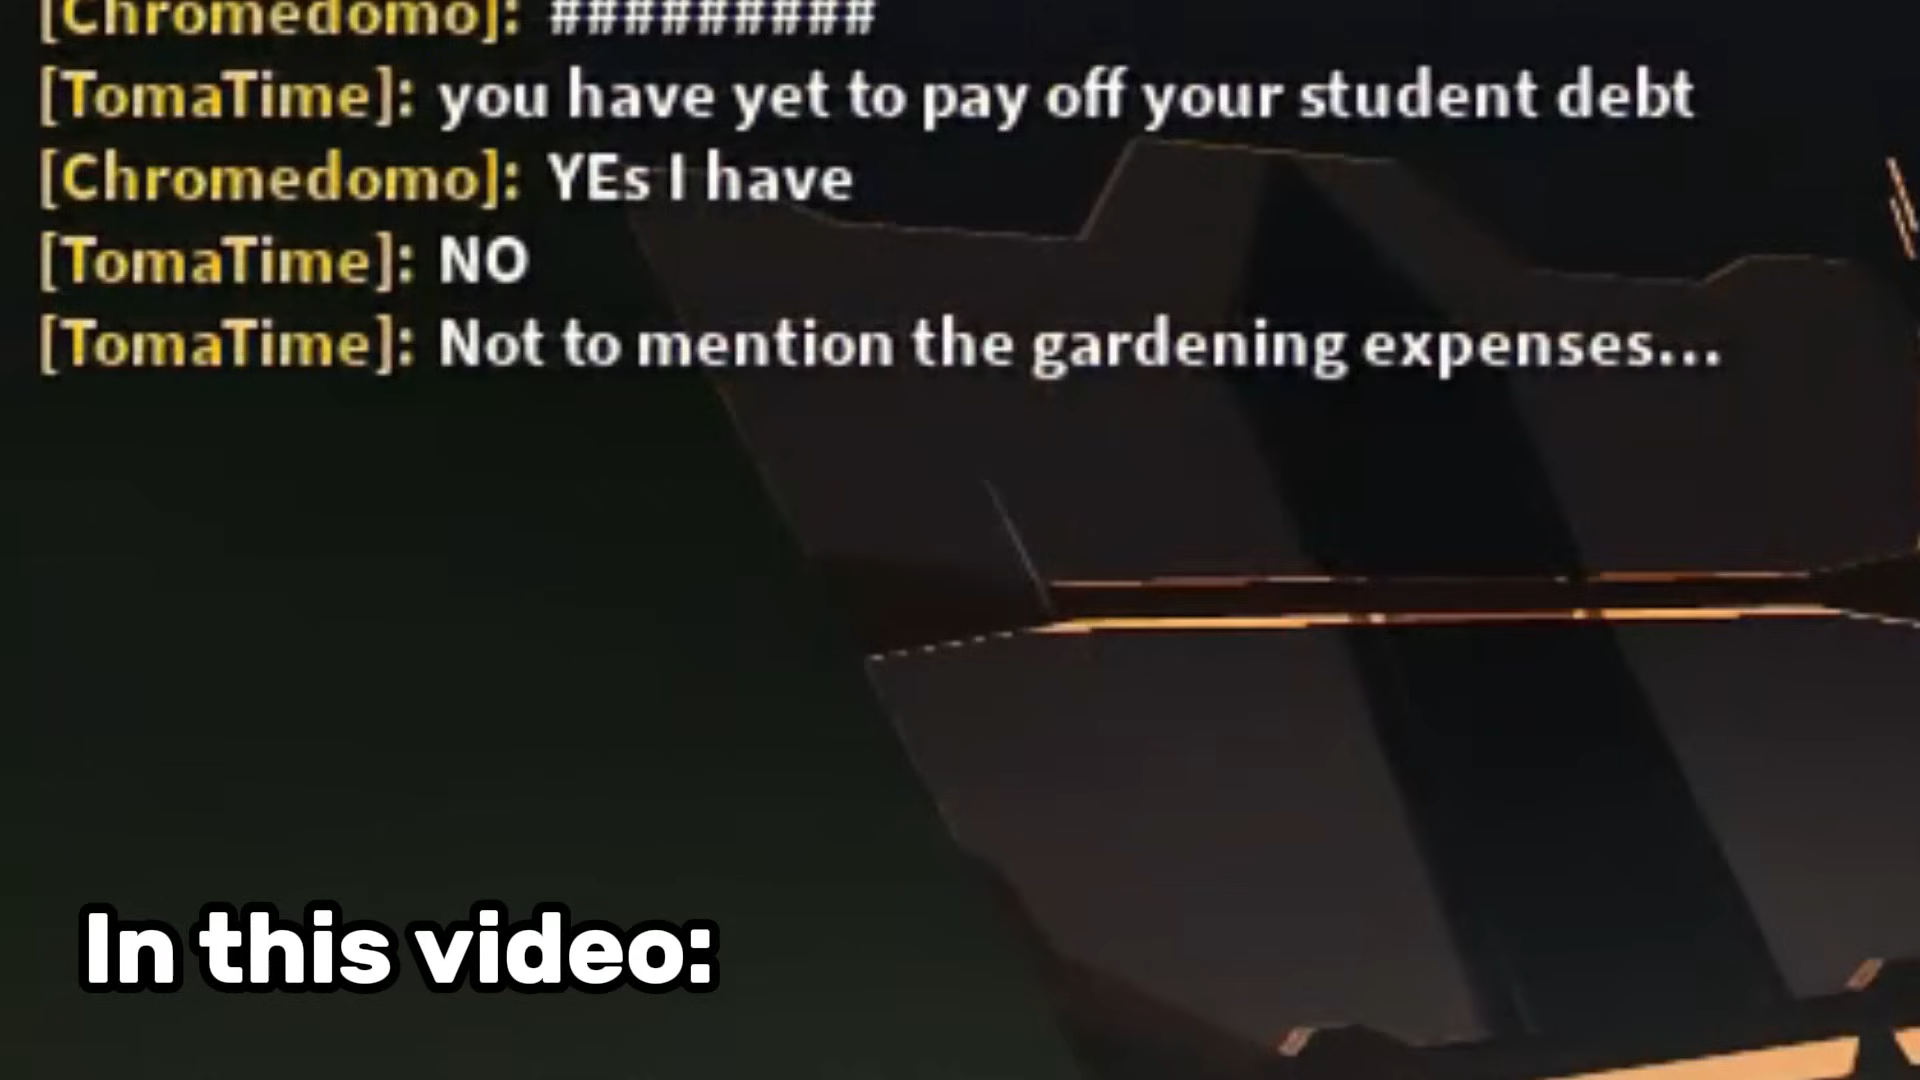 [Chromedomo]: #########
[TomaTime]: you have yet to pay off your student debt
[Chromedomo]: YEs I have
[TomaTime]: NO
[TomaTime]: Not to mention the gardening expenses...
In this video: